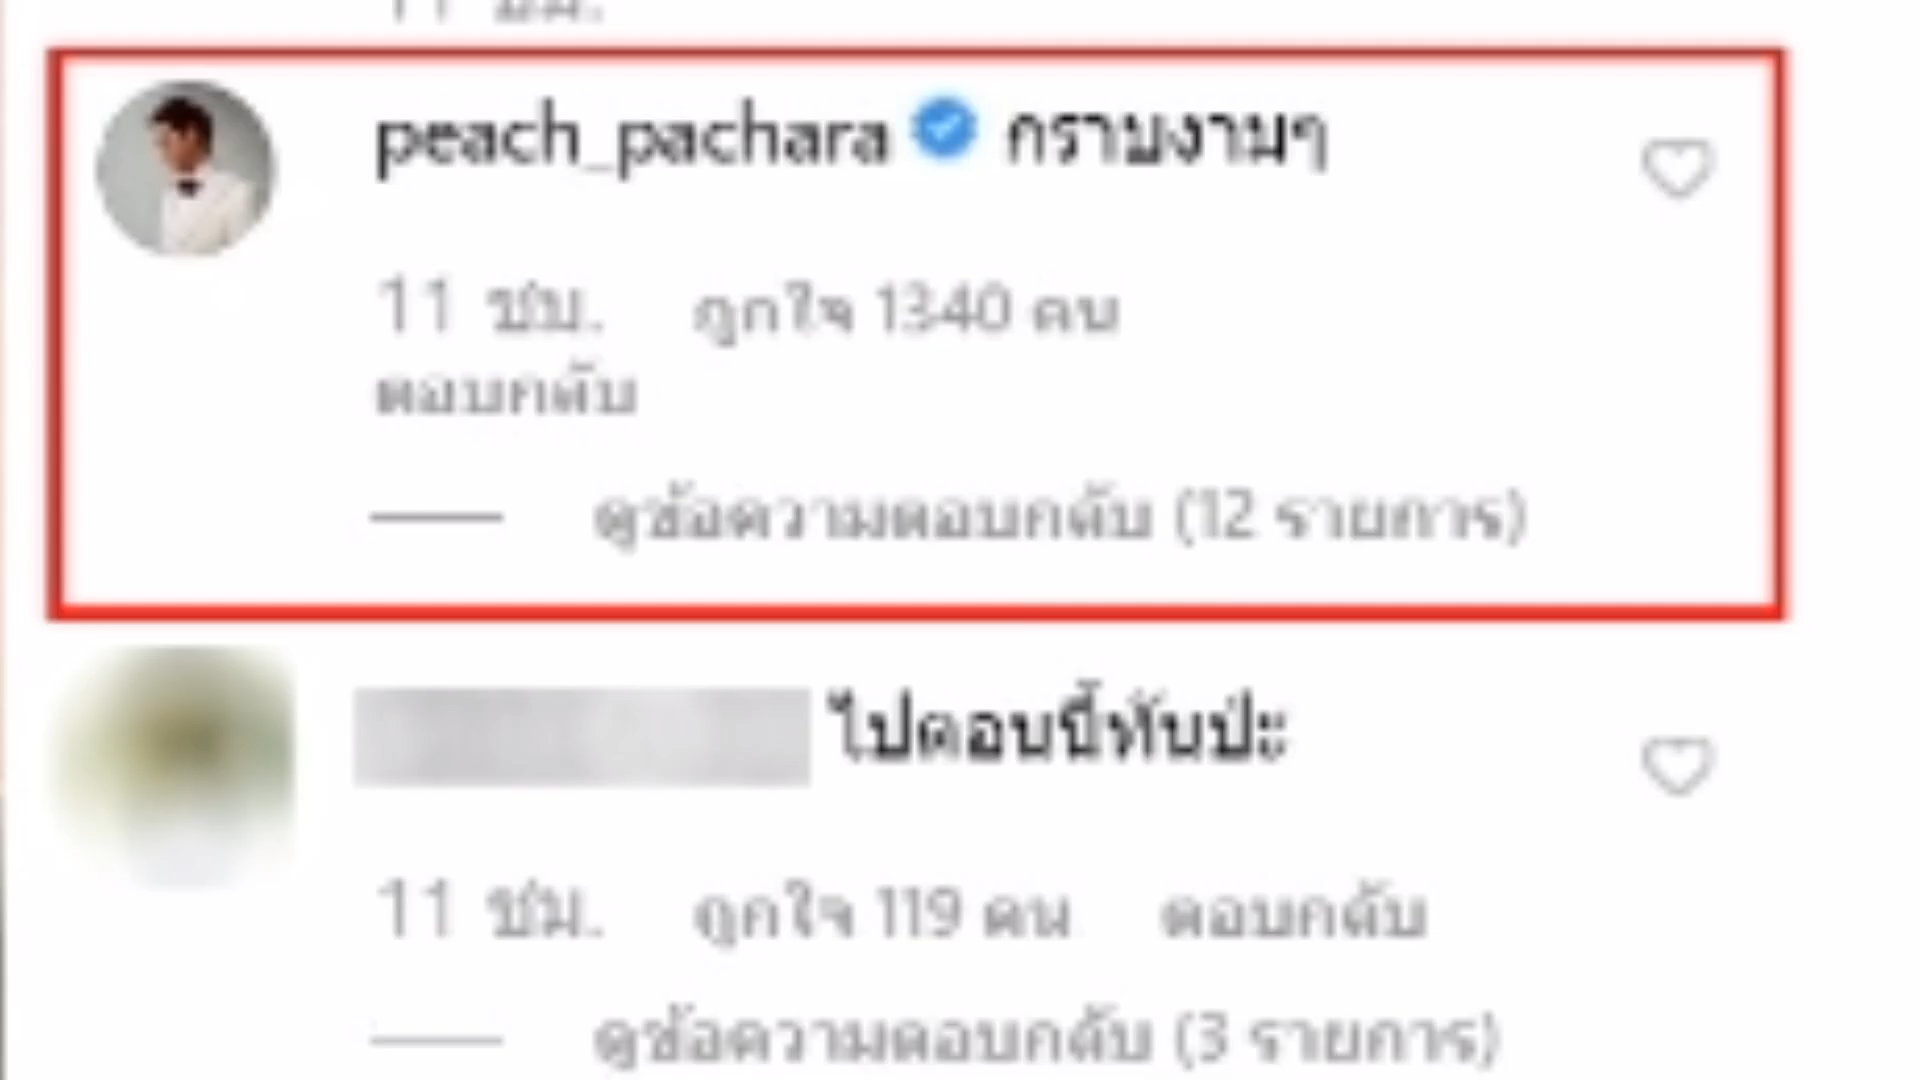 11 ชม.
peach_pachara กราบงามๆ
11 ชม. ถูกใจ 1340 คน
ตอบกลับ
ดูข้อความตอบกลับ (12 รายการ)
ไปตอนนี้ทันป่ะ
11 ชม. ถูกใจ 119 คน ตอบกลับ
ดูข้อความตอบกลับ (3 รายการ)